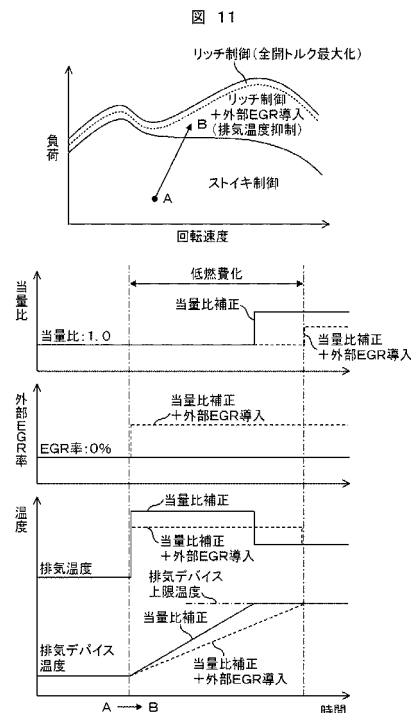 図 11
リッチ制御(全開トルク最大化)
リッチ制御
＋外部EGR導入
(排気温度抑制)
B
A
ストイキ制御
負荷
回転速度
低燃費化
当量比
当量比補正
当量比:1.0
当量比補正
＋外部EGR導入
外部EGR率
当量比補正
＋外部EGR導入
EGR率:0%
温度
当量比補正
当量比補正
＋外部EGR導入
排気温度
排気デバイス
上限温度
当量比補正
排気デバイス
温度
当量比補正
＋外部EGR導入
A
B
時間